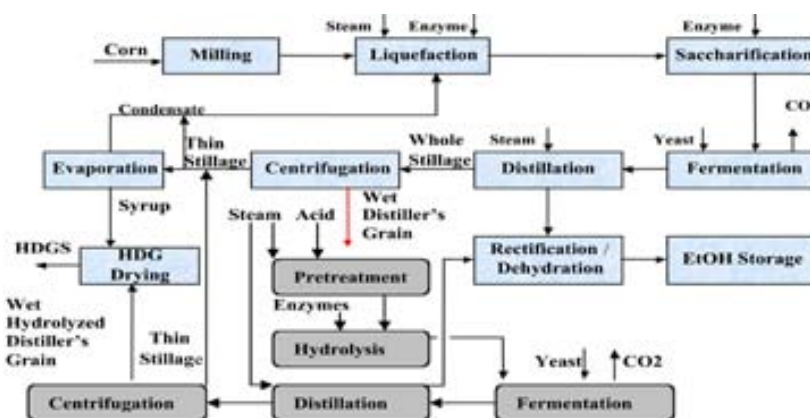 Steam
Enzyme
Enzyme
Corn
Milling
Liquefaction
Saccharification
Condensate
CO
Thin
Stillage
Whole
Stillage
Steam
Yeast
Evaporation
Centrifugation
Distillation
Fermentation
Syrup
Wet
Distiller's
Grain
Steam
Acid
HDGS
HDG
Drying
Rectification /
Dehydration
EtOH Storage
Pretreatment
Wet
Hydrolyzed
Distiller's
Grain
Enzymes
Thin
Stillage
Hydrolysis
Yeast
CO2
Centrifugation
Distillation
Fermentation